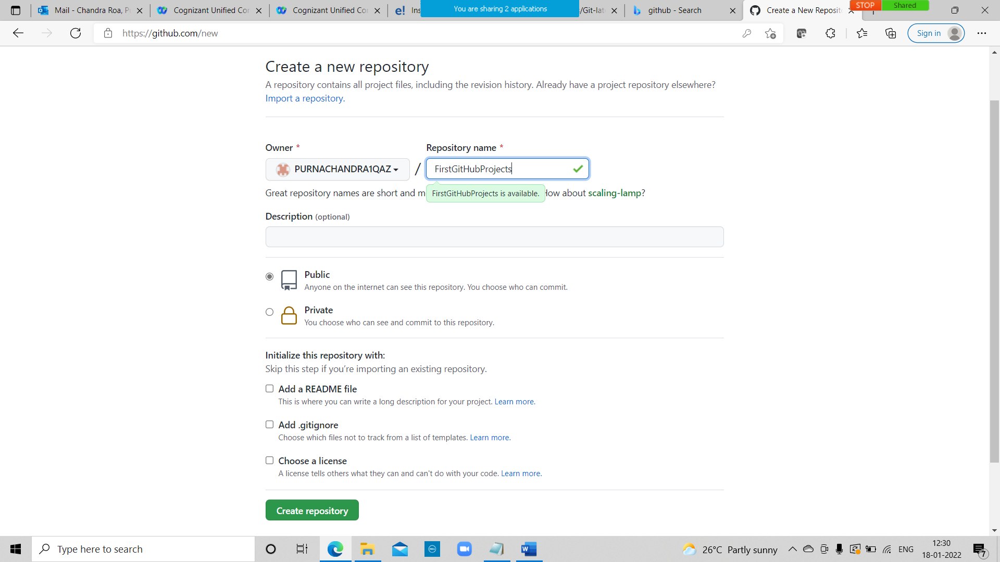 Mail - Chandra Roa, P
Cognizant Unified Co
Cognizant Unified Co
e! Ins
You are sharing 2 applications
/Git-lat
github - Search
Create a New Reposit
STOP
Shared
https://github.com/new
Sign in
Create a new repository
A repository contains all project files, including the revision history. Already have a project repository elsewhere?
Import a repository.
Owner *
Repository name *
PURNACHANDRA1QAZ
/
FirstGitHubProjects
Great repository names are short and m
FirstGitHubProjects is available.
How about scaling-lamp?
Description (optional)
Public
Anyone on the internet can see this repository. You choose who can commit.
Private
You choose who can see and commit to this repository.
Initialize this repository with:
Skip this step if you're importing an existing repository.
Add a README file
This is where you can write a long description for your project. Learn more.
Add .gitignore
Choose which files not to track from a list of templates. Learn more.
Choose a license
A license tells others what they can and can't do with your code. Learn more.
Create repository
Type here to search
DELL
W
26°C Partly sunny
ENG
12:30
18-01-2022
7